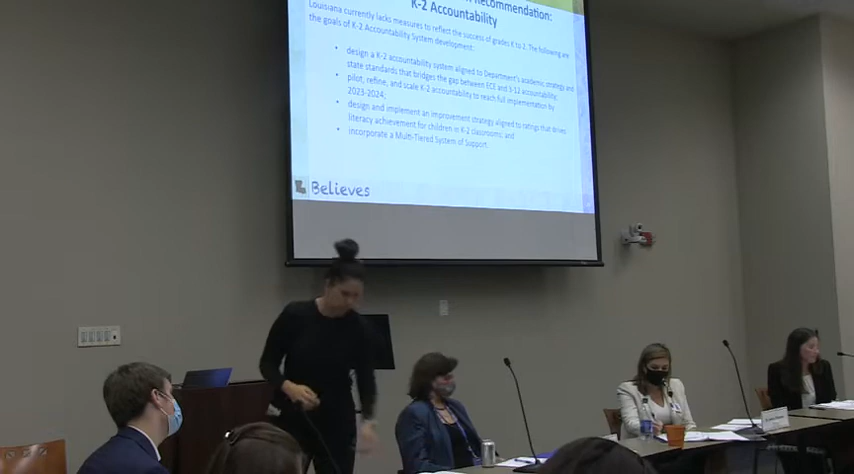 Recommendation:
K-2 Accountability
Louisiana currently lacks measures to reflect the success of grades K to 2. The following are
the goals of K-2 Accountability System development:
• design a K-2 accountability system aligned to Department's academic strategy and
state standards that bridges the gap between ECE and 3-12 accountability;
• pilot, refine, and scale K-2 accountability to reach full implementation by
2023-2024;
• design and implement an improvement strategy aligned to ratings that drives
literacy achievement for children in K-2 classrooms; and
• incorporate a Multi-Tiered System of Support.
Believes